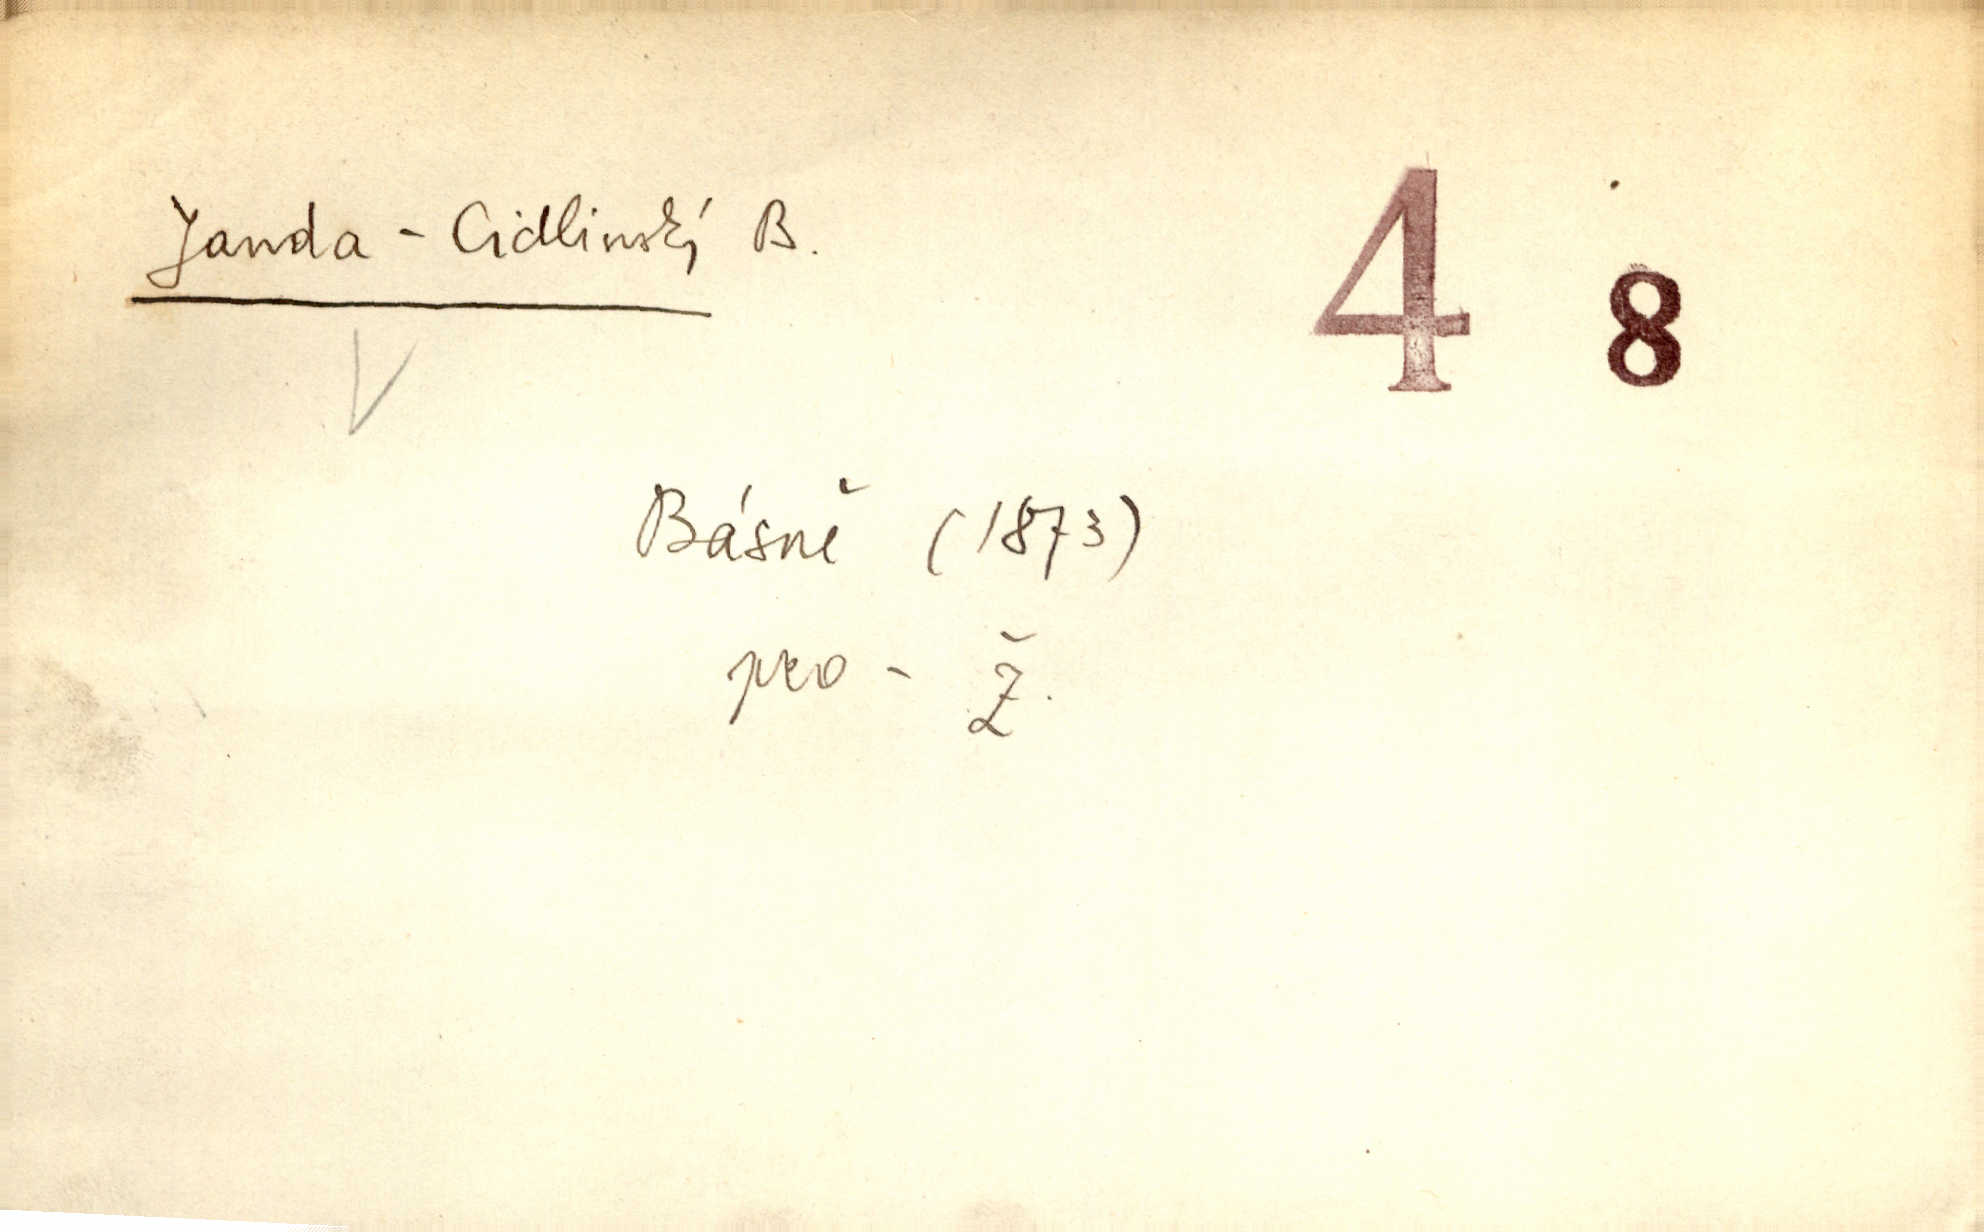 Janda - Cidlinský B.
4 8
Básně (1873)
pro - Ž.